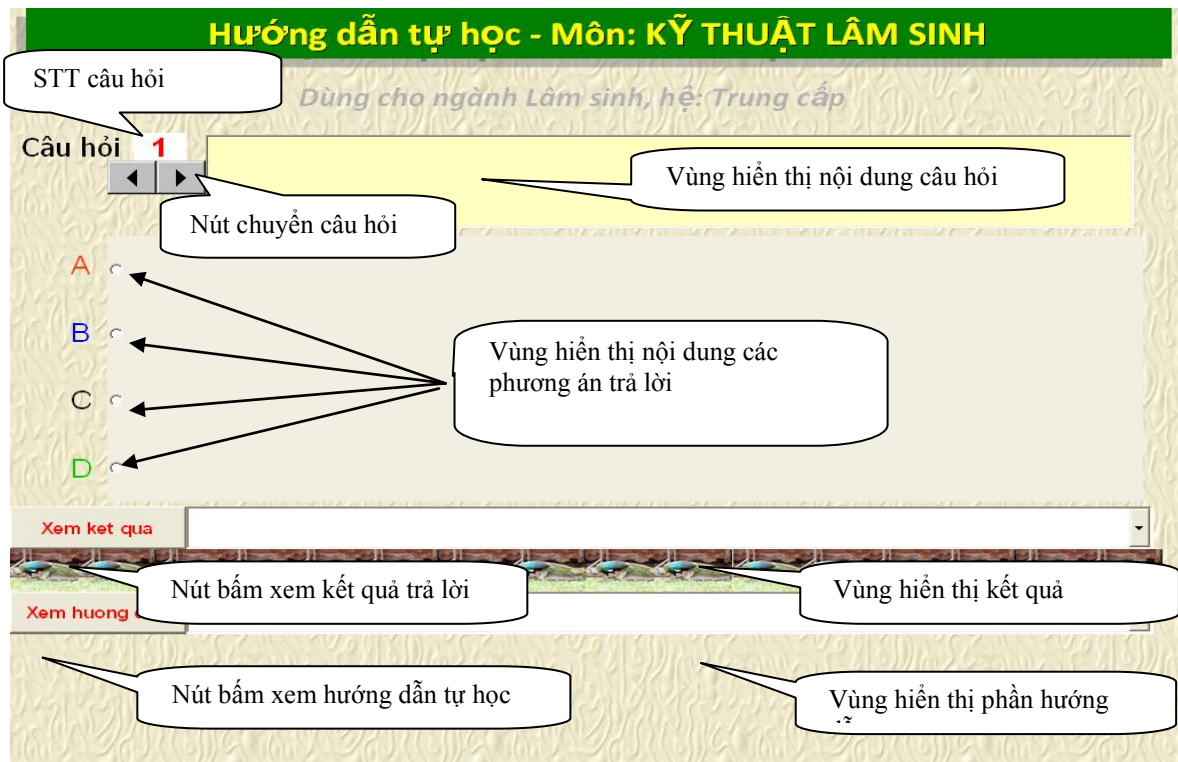 Hướng dẫn tự học - Môn: KỸ THUẬT LÂM SINH
STT câu hỏi
Dùng cho ngành Lâm sinh, hệ: Trung cấp
Câu hỏi 1
Vùng hiển thị nội dung câu hỏi
Nút chuyển câu hỏi
A
B
Vùng hiển thị nội dung các
phương án trả lời
C
D
Xem ket qua
Nút bấm xem kết quả trả lời
Vùng hiển thị kết quả
Xem huong
Nút bấm xem hướng dẫn tự học
Vùng hiển thị phần hướng